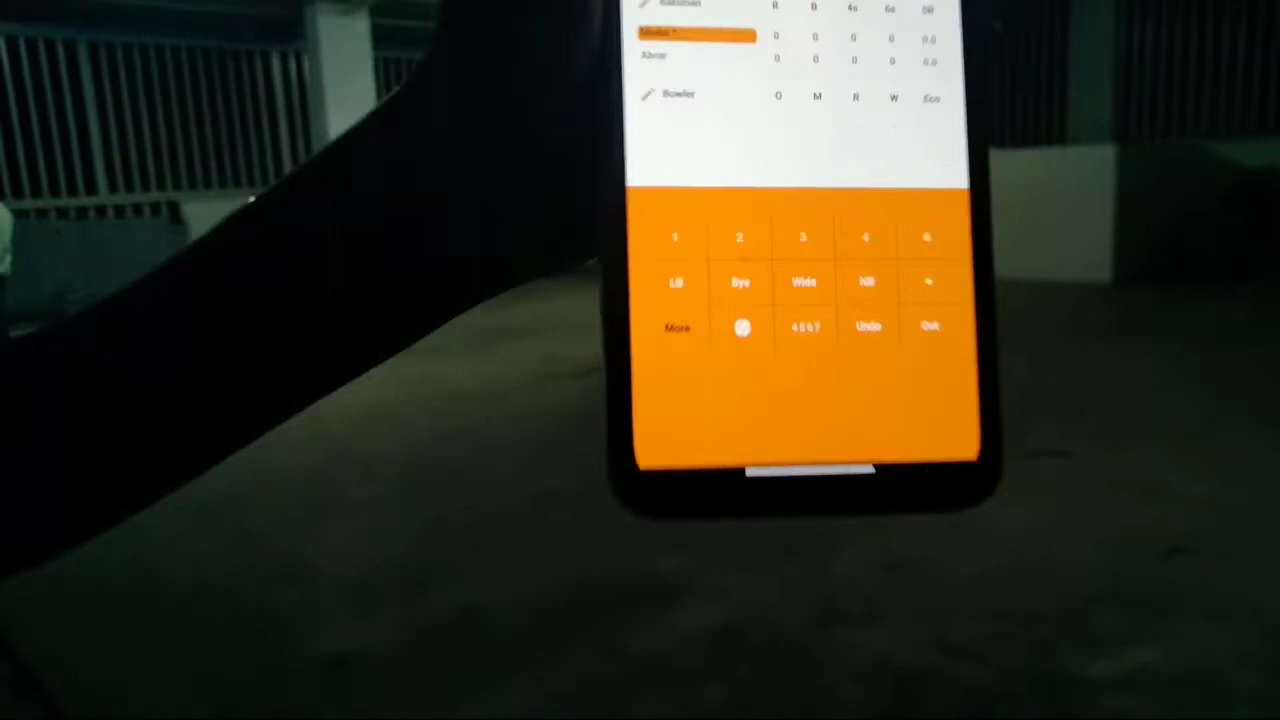 Batsman R B 4s 6s SR
0 0 0 0 0.0
0 0 0 0 0.0
Bowler O M R W Eco
1 2 3 4 6
LB Bye Wide NB
More Undo Out